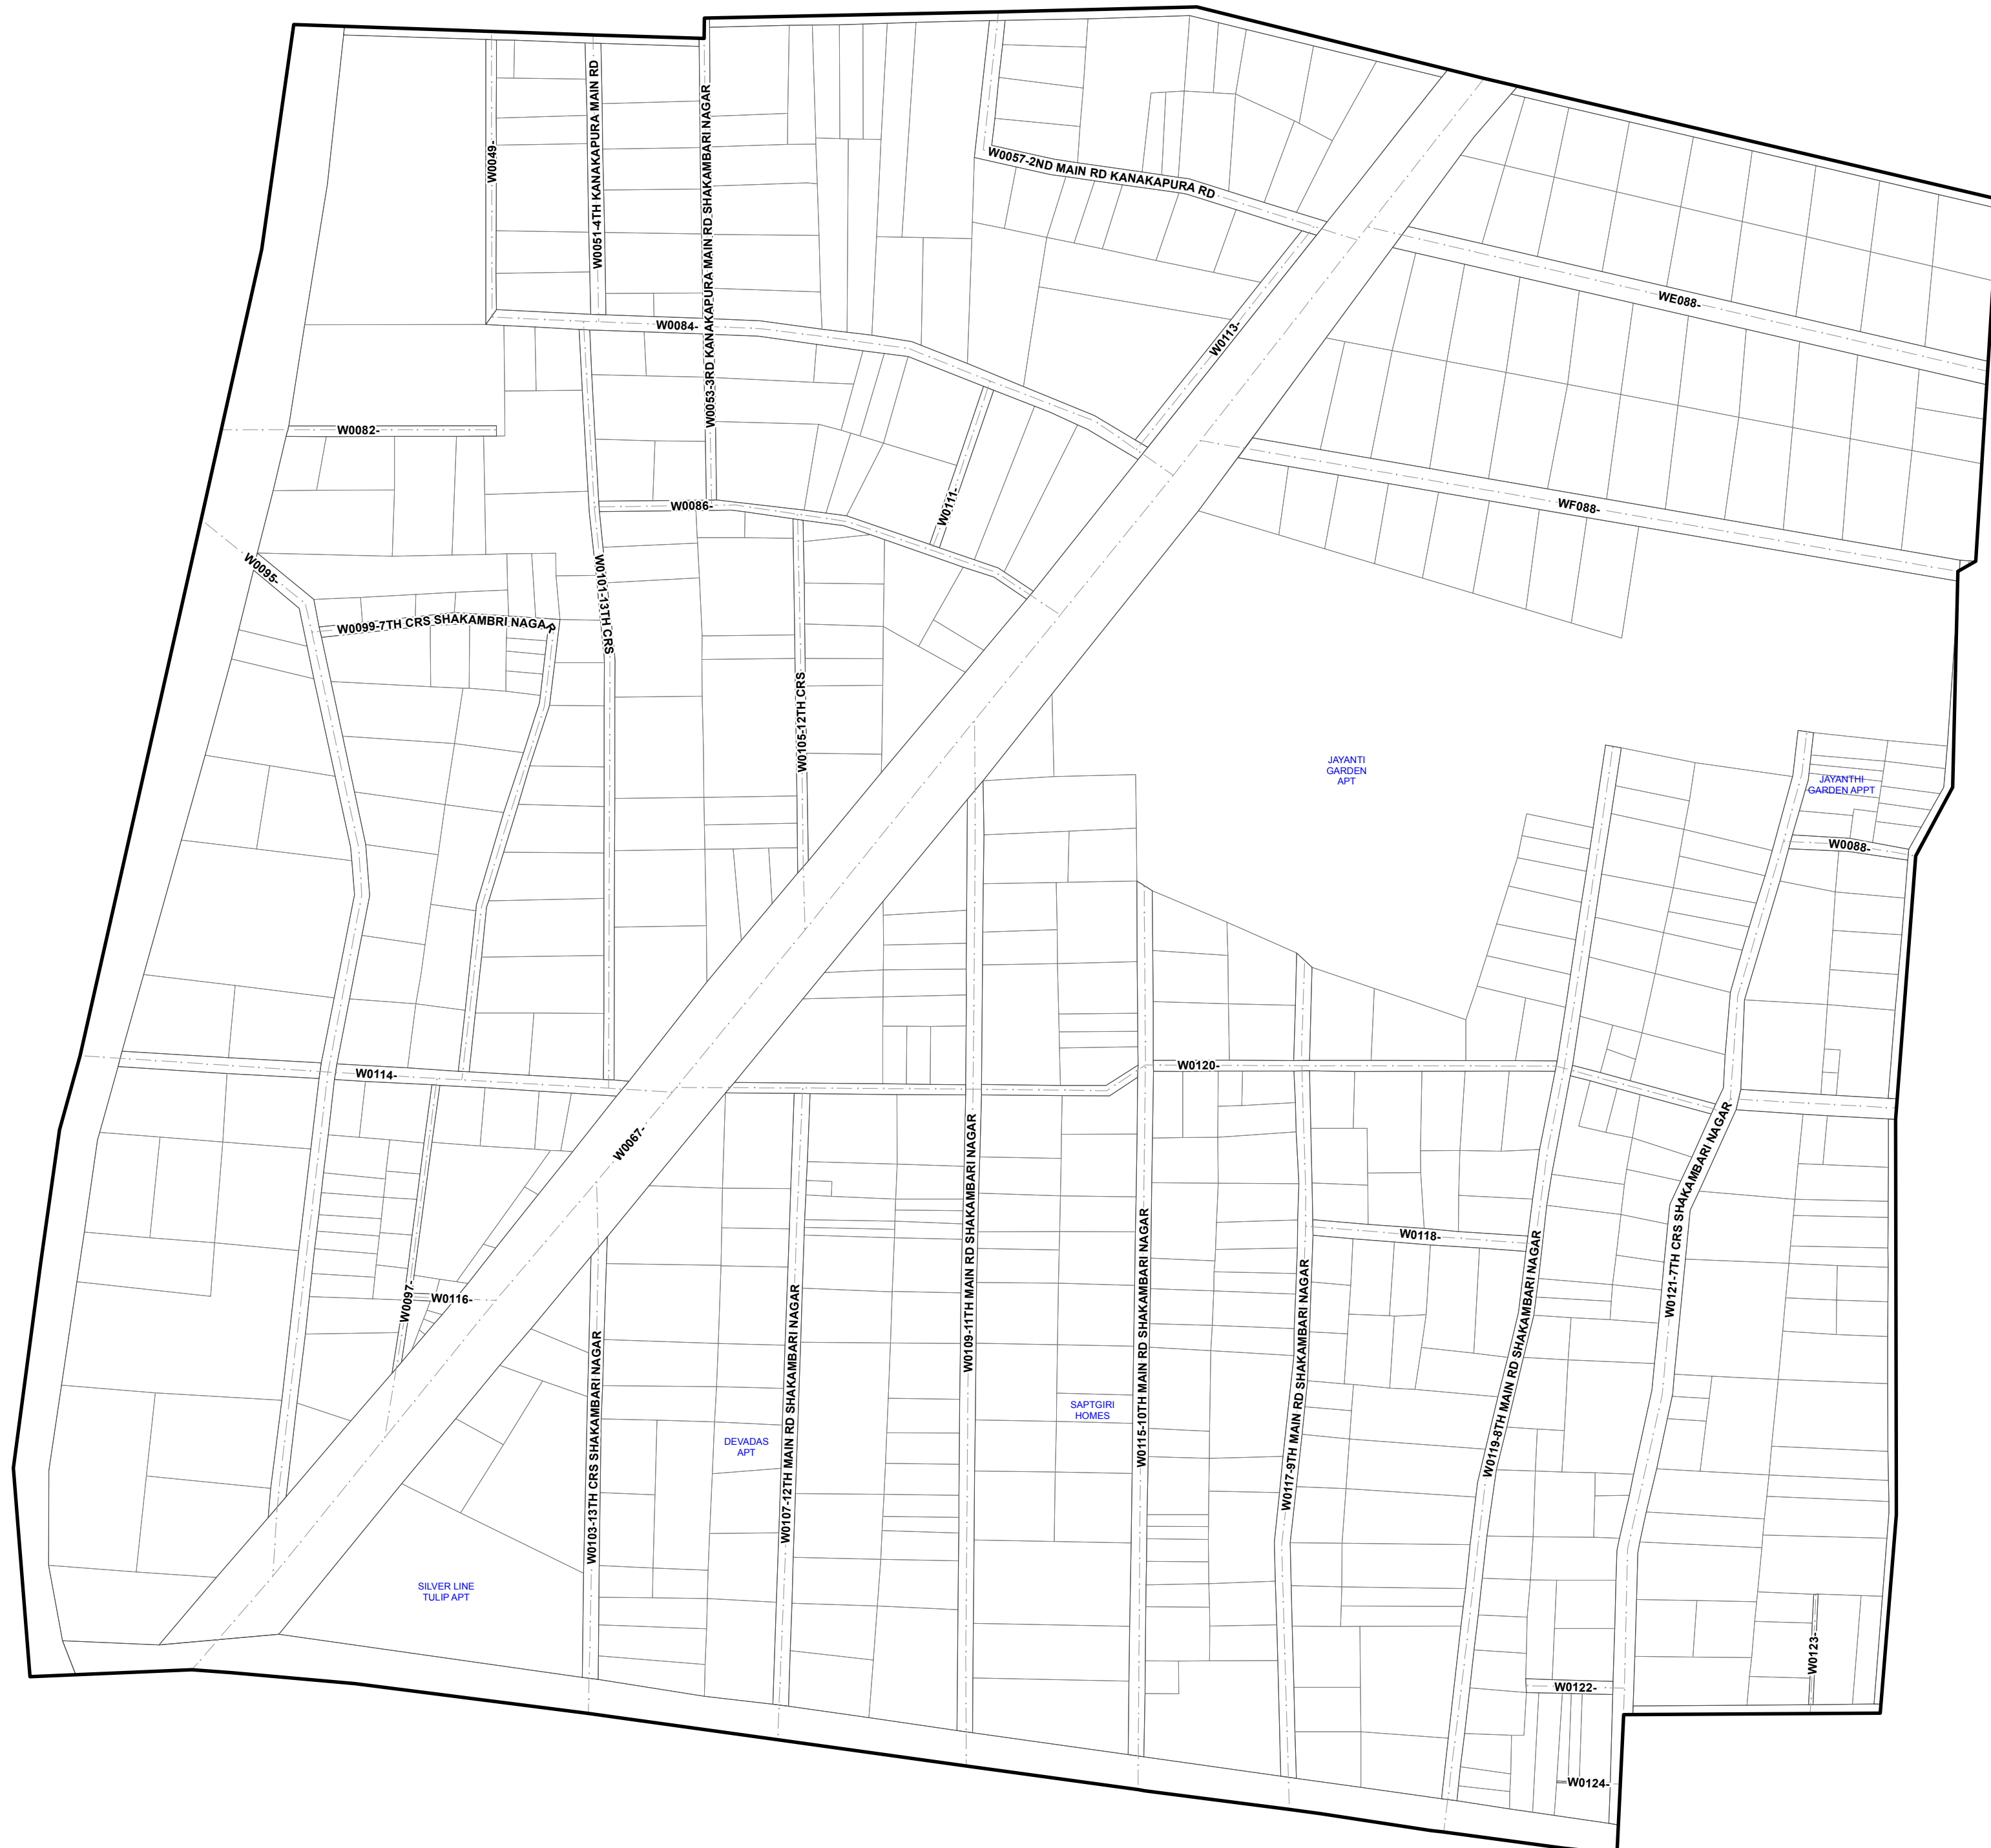 W0049-
W0051-4TH KANAKAPURA MAIN RD
W0053-3RD KANAKAPURA MAIN RD SHAKAMBARI NAGAR
W0057-2ND MAIN RD KANAKAPURA RD
WE088-
W0084-
W0113-
W0082-
W0086-
W0111-
WF088-
W0095-
W0101-13TH CRS
W0099-7TH CRS SHAKAMBRI NAGAR
W0105-12TH CRS
JAYANTI
GARDEN
APT
JAYANTHI
GARDEN APPT
W0088-
W0114-
W0120-
W0067-
W0118-
W0097-
W0116-
W0103-13TH CRS SHAKAMBARI NAGAR
W0107-12TH MAIN RD SHAKAMBARI NAGAR
W0109-11TH MAIN RD SHAKAMBARI NAGAR
W0115-10TH MAIN RD SHAKAMBARI NAGAR
W0117-9TH MAIN RD SHAKAMBARI NAGAR
W0119-8TH MAIN RD SHAKAMBARI NAGAR
W0121-7TH CRS SHAKAMBARI NAGAR
SAPTGIRI
HOMES
DEVADAS
APT
SILVER LINE
TULIP APT
W0123-
W0122-
W0124-